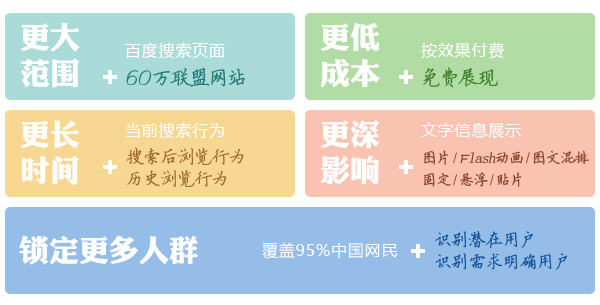 更大
范围
百度搜索页面
+ 60万联盟网站
更低
成本
按效果付费
+ 免费展现
更长
时间
当前搜索行为
+ 搜索后浏览行为
历史浏览行为
更深
影响
文字信息展示
+ 图片/Flash动画/图文混排
固定/悬浮/贴片
锁定更多人群
覆盖95%中国网民
+ 识别潜在用户
识别需求明确用户